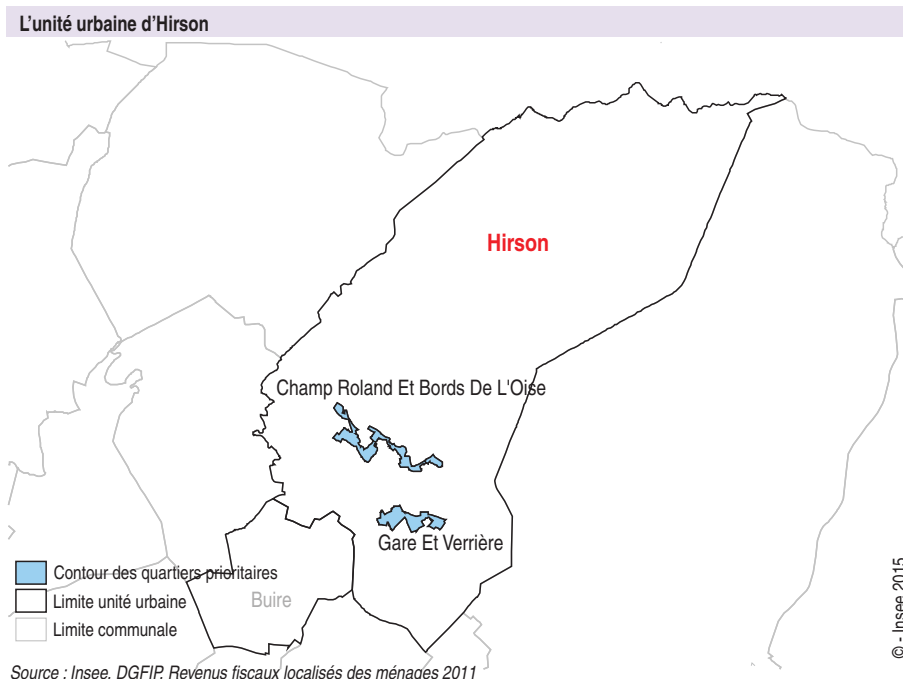 L'unité urbaine d'Hirson
Hirson
Champ Roland Et Bords De L'Oise
Gare Et Verrière
Buire
Contour des quartiers prioritaires
Limite unité urbaine
Limite communale
© - Insee 2015
Source : Insee, DGFIP, Revenus fiscaux localisés des ménages 2011